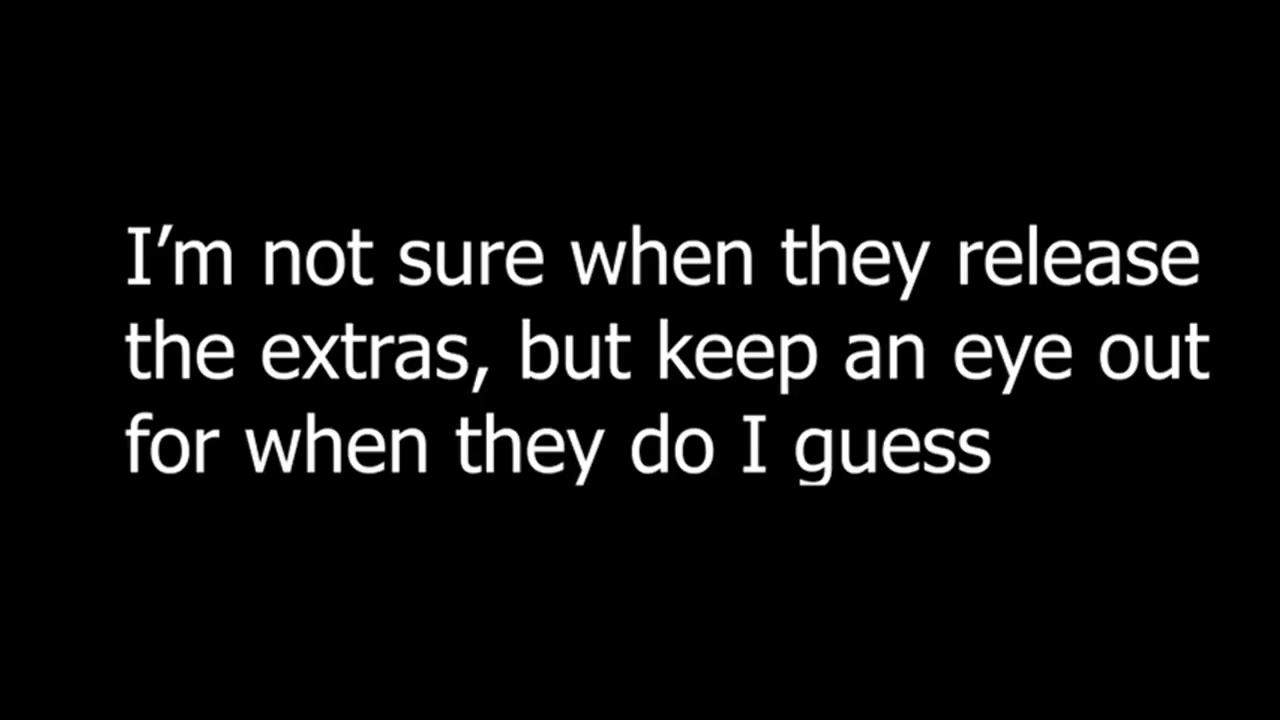 I’m not sure when they release
the extras, but keep an eye out
for when they do I guess